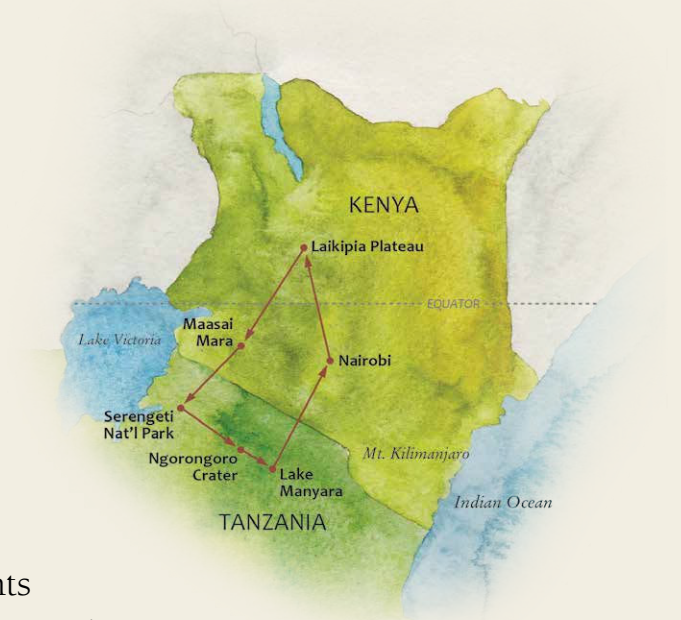 KENYA
Laikipia Plateau
EQUATOR
Maasai
Mara
Lake Victoria
Nairobi
Serengeti
Nat'l Park
Ngorongoro
Crater
Mt. Kilimanjaro
Lake
Manyara
Indian Ocean
TANZANIA
nts